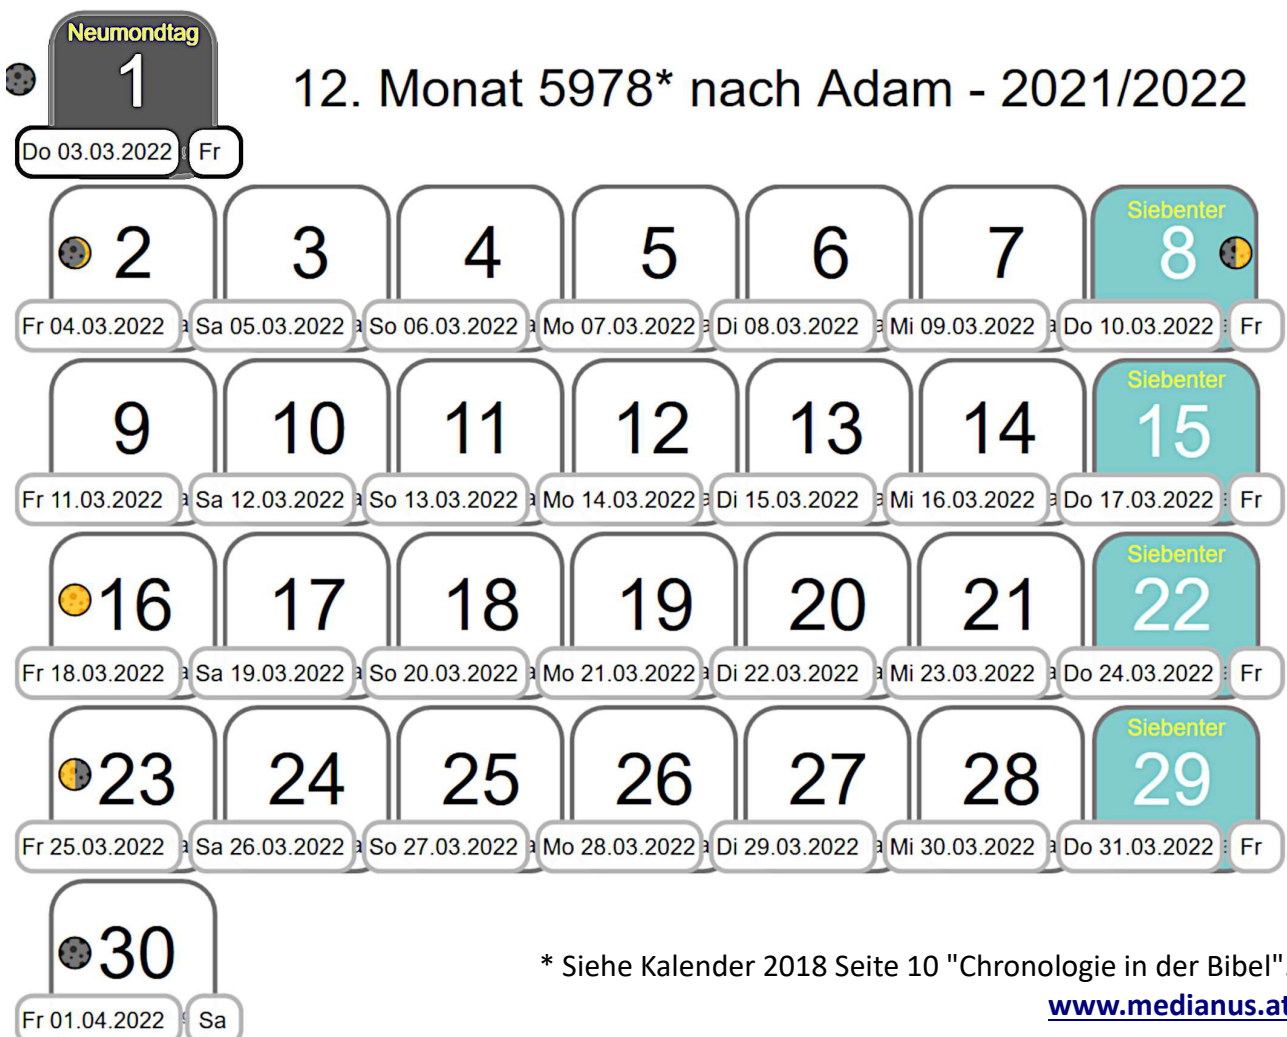 Neumondtag
1
12. Monat 5978* nach Adam - 2021/2022
Do 03.03.2022 Fr
2 3 4 5 6 7 Siebenter 8
Fr 04.03.2022 Sa 05.03.2022 So 06.03.2022 Mo 07.03.2022 Di 08.03.2022 Mi 09.03.2022 Do 10.03.2022 Fr
9 10 11 12 13 14 Siebenter 15
Fr 11.03.2022 Sa 12.03.2022 So 13.03.2022 Mo 14.03.2022 Di 15.03.2022 Mi 16.03.2022 Do 17.03.2022 Fr
16 17 18 19 20 21 Siebenter 22
Fr 18.03.2022 Sa 19.03.2022 So 20.03.2022 Mo 21.03.2022 Di 22.03.2022 Mi 23.03.2022 Do 24.03.2022 Fr
23 24 25 26 27 28 Siebenter 29
Fr 25.03.2022 Sa 26.03.2022 So 27.03.2022 Mo 28.03.2022 Di 29.03.2022 Mi 30.03.2022 Do 31.03.2022 Fr
30
Fr 01.04.2022 Sa
* Siehe Kalender 2018 Seite 10 "Chronologie in der Bibel".
www.medianus.at